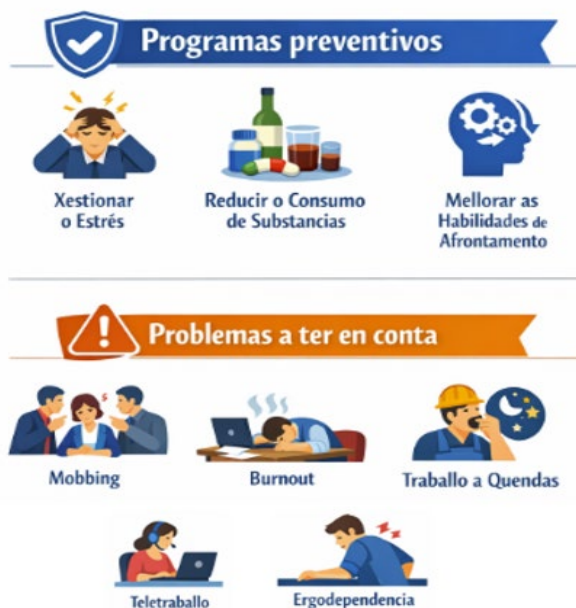 Programas preventivos
Xestionar
o Estrés
Reducir o Consumo
de Substancias
Mellorar as
Habilidades de
Afrontamento
Problemas a ter en conta
Mobbing
Burnout
Traballo a Quendas
Teletraballo
Ergodependencia